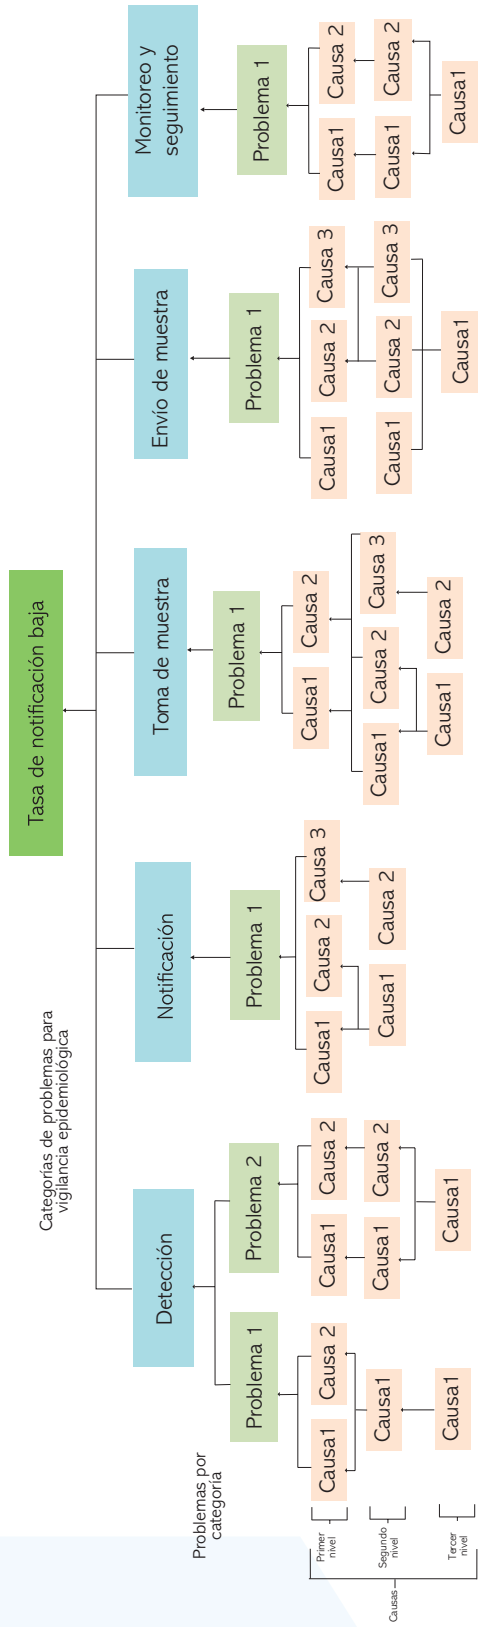 Tasa de notificación baja
Categorías de problemas para
vigilancia epidemiológica
Detección
Notificación
Toma de muestra
Envío de muestra
Monitoreo y
seguimiento
Problemas por
categoría
Problema 1
Problema 2
Problema 1
Problema 1
Problema 1
Problema 1
Causas
Primer
nivel
Causa1
Causa 2
Causa1
Causa 2
Causa1
Causa 2
Causa 3
Causa1
Causa 2
Causa1
Causa 2
Causa 3
Causa1
Causa 2
Segundo
nivel
Causa1
Causa1
Causa 2
Causa1
Causa 2
Causa1
Causa 2
Causa 3
Causa1
Causa 2
Causa 3
Causa1
Causa 2
Tercer
nivel
Causa1
Causa1
Causa1
Causa 2
Causa1
Causa1